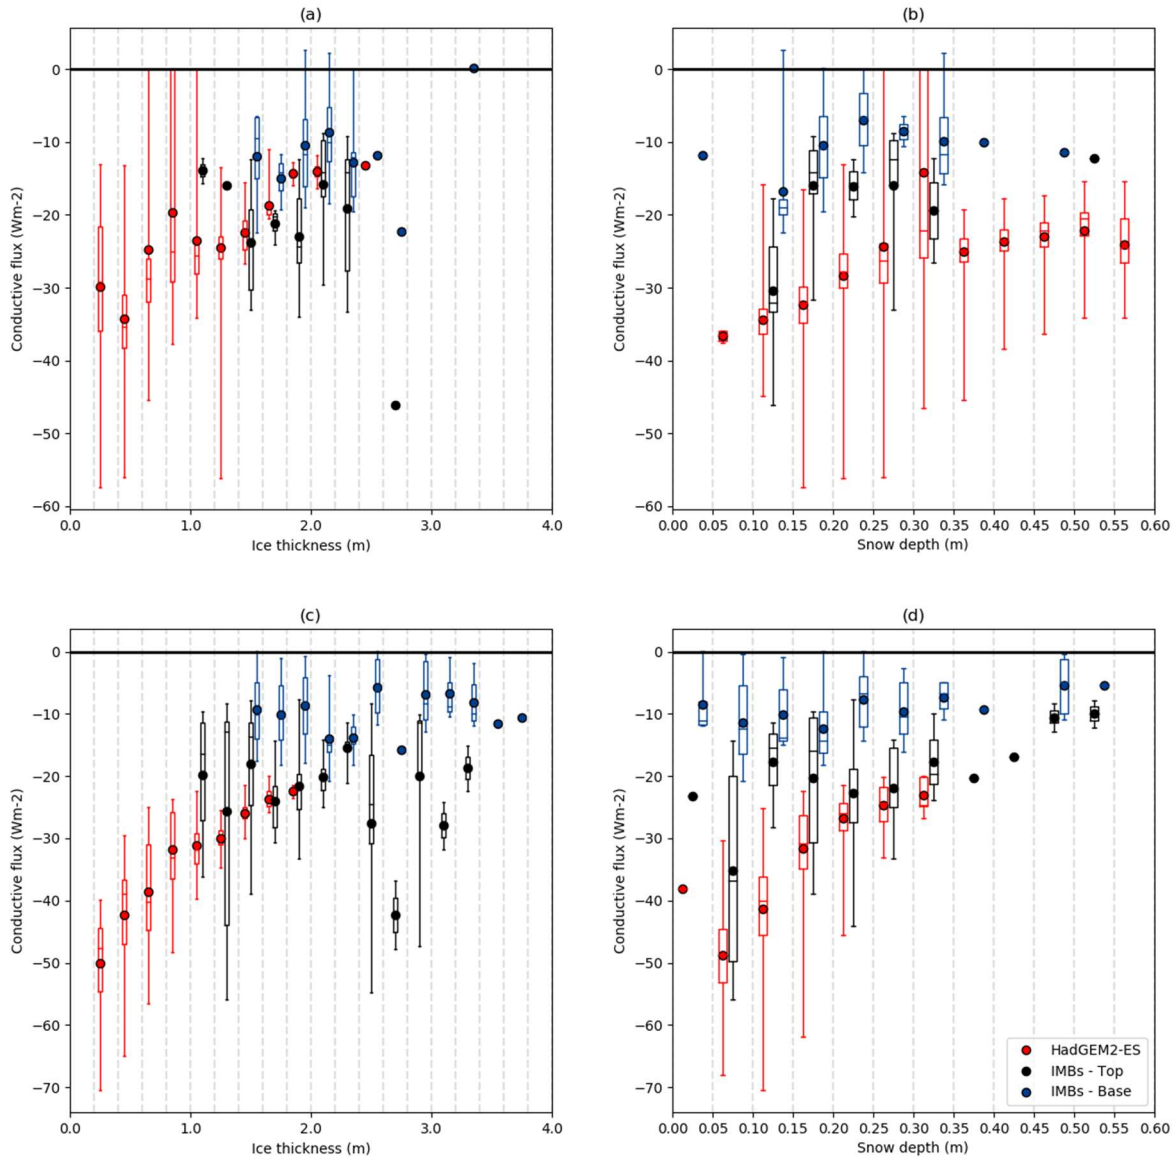 (a)
(b)
0
−10
−20
−30
−40
−50
−60
Conductive flux (Wm-2)
0.0 1.0 2.0 3.0 4.0
Ice thickness (m)
0
−10
−20
−30
−40
−50
−60
Conductive flux (Wm-2)
0.00 0.05 0.10 0.15 0.20 0.25 0.30 0.35 0.40 0.45 0.50 0.55 0.60
Snow depth (m)
(c)
(d)
0
−10
−20
−30
−40
−50
−60
−70
Conductive flux (Wm-2)
0.0 1.0 2.0 3.0 4.0
Ice thickness (m)
0
−10
−20
−30
−40
−50
−60
−70
Conductive flux (Wm-2)
HadGEM2-ES
IMBs - Top
IMBs - Base
0.00 0.05 0.10 0.15 0.20 0.25 0.30 0.35 0.40 0.45 0.50 0.55 0.60
Snow depth (m)